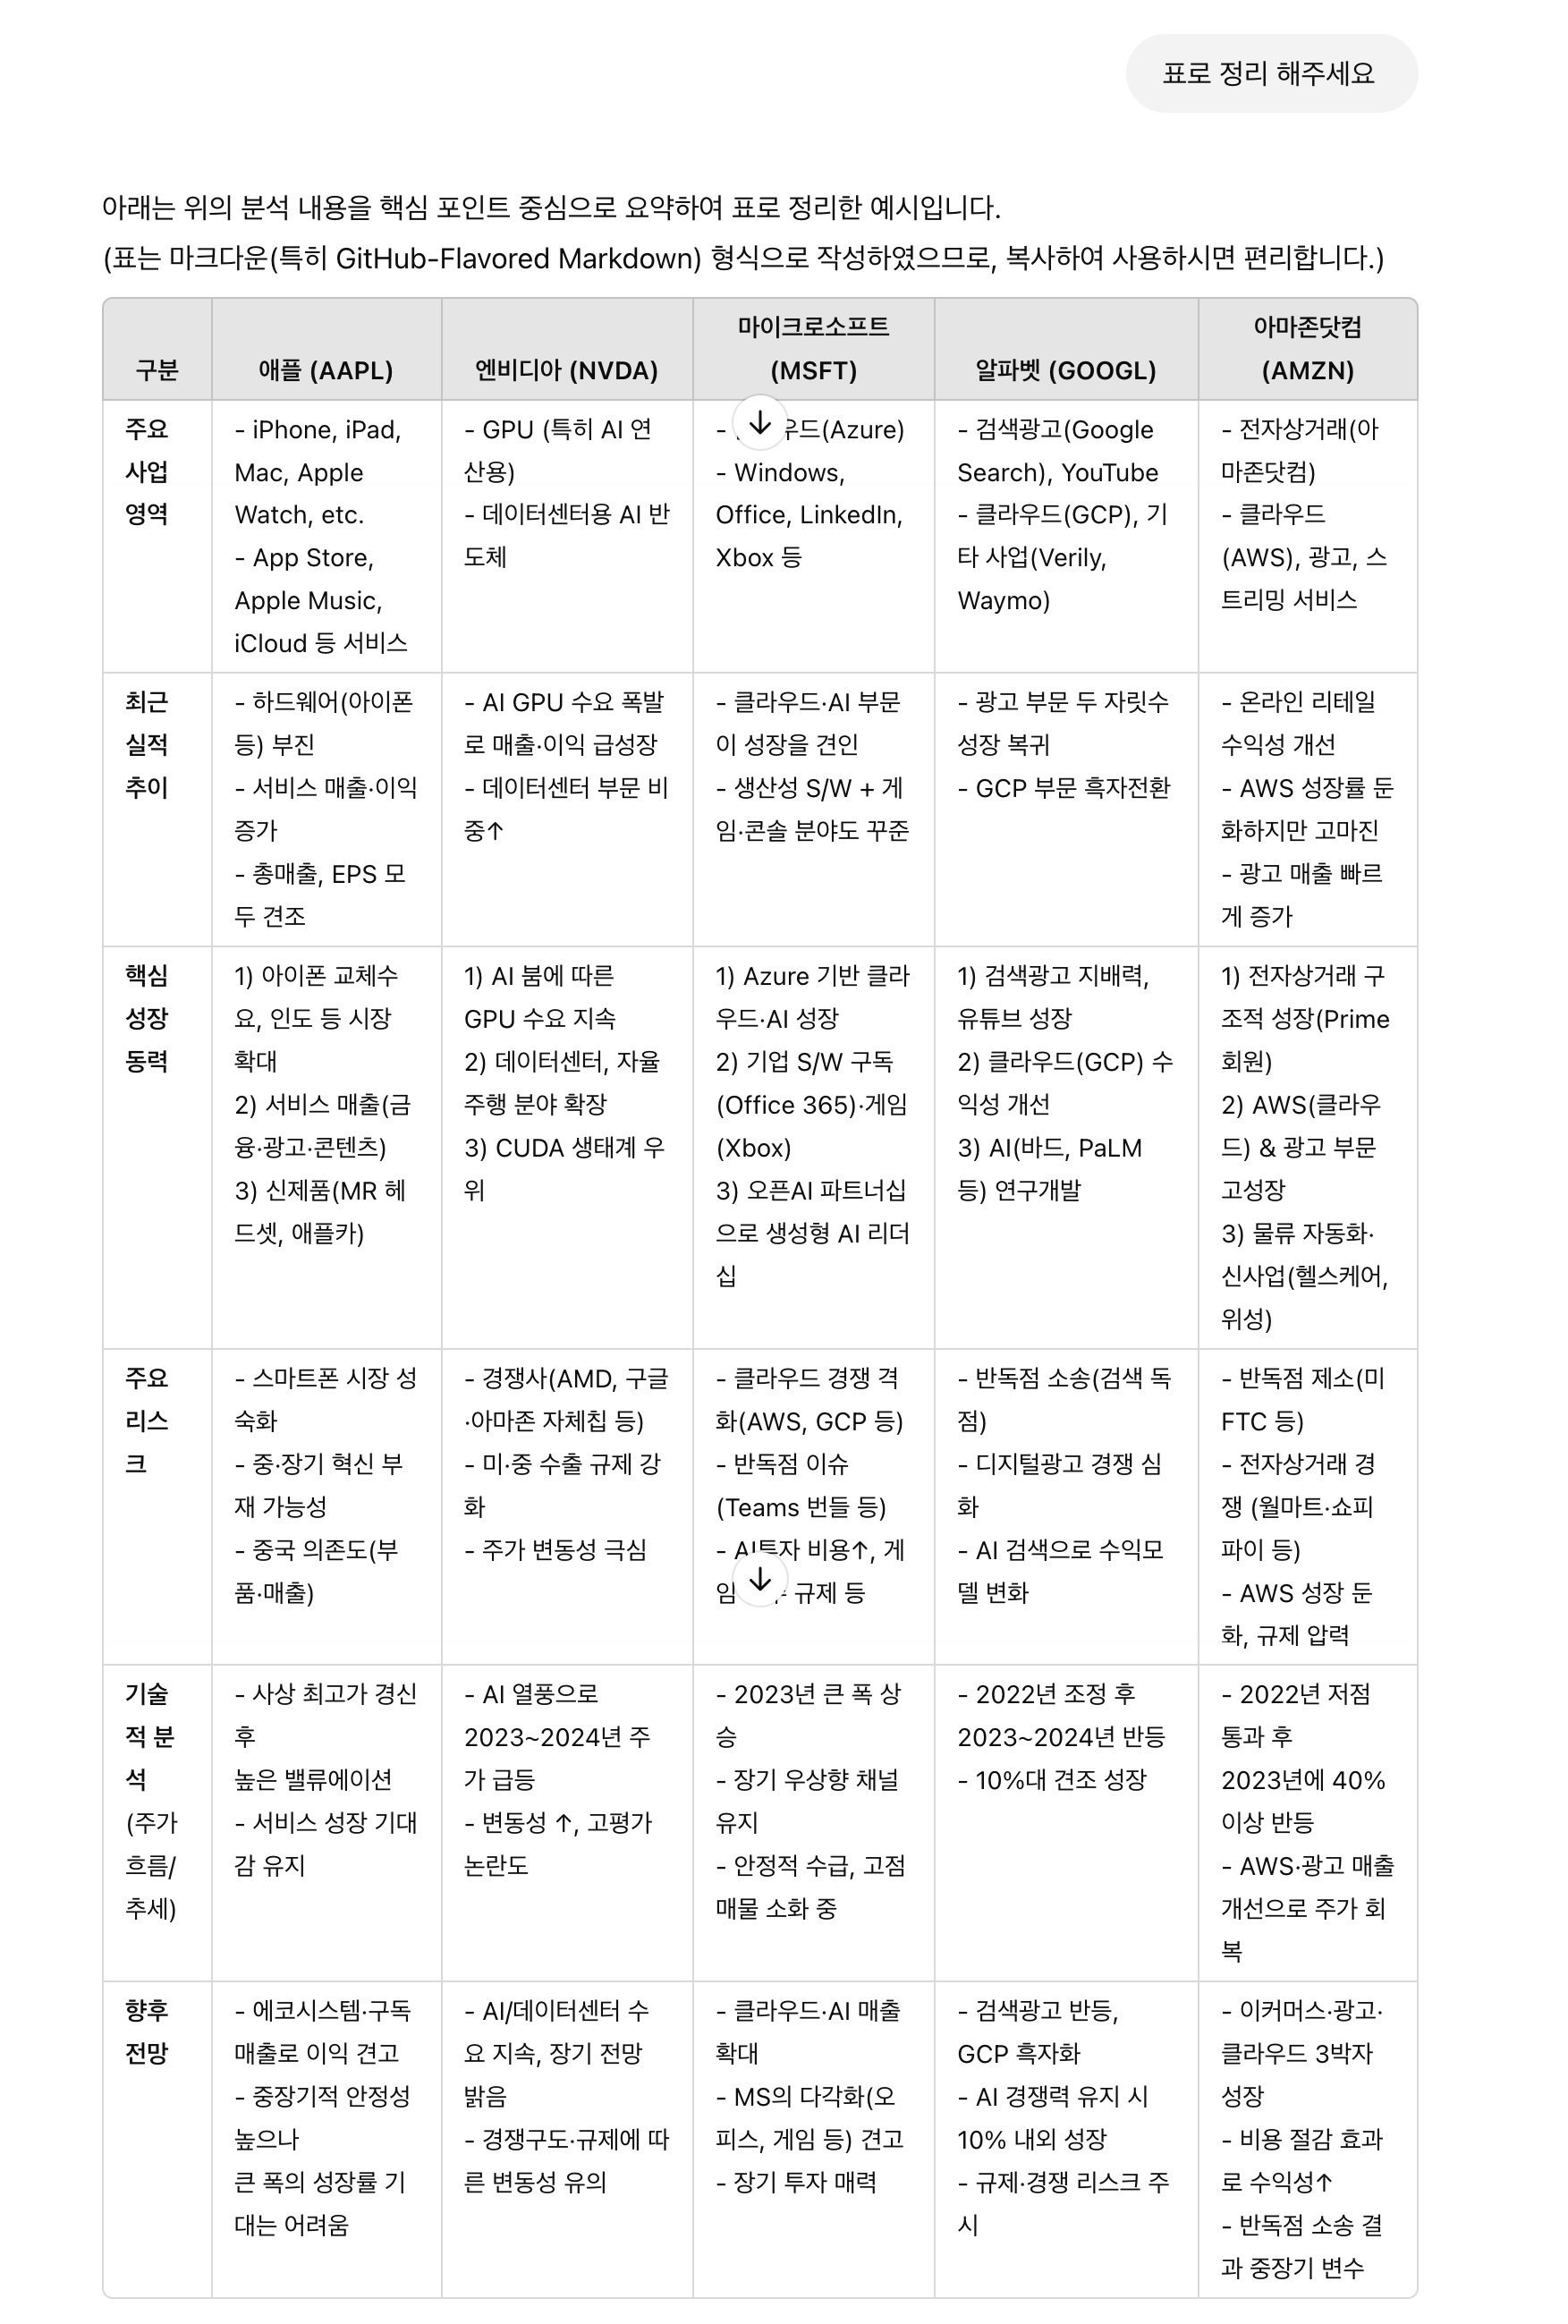 표로 정리 해주세요
아래는 위의 분석 내용을 핵심 포인트 중심으로 요약하여 표로 정리한 예시입니다.
(표는 마크다운(특히 GitHub-Flavored Markdown) 형식으로 작성하였으므로, 복사하여 사용하시면 편리합니다.)
구분
애플 (AAPL)
엔비디아 (NVDA)
마이크로소프트
(MSFT)
알파벳 (GOOGL)
아마존닷컴
(AMZN)
주요
사업
영역
- iPhone, iPad,
Mac, Apple
Watch, etc.
- App Store,
Apple Music,
iCloud 등 서비스
- GPU (특히 AI 연
산용)
- 데이터센터용 AI 반
도체
- 우드(Azure)
- Windows,
Office, LinkedIn,
Xbox 등
- 검색광고(Google
Search), YouTube
- 클라우드(GCP), 기
타 사업(Verily,
Waymo)
- 전자상거래(아
마존닷컴)
- 클라우드
(AWS), 광고, 스
트리밍 서비스
최근
실적
추이
- 하드웨어(아이폰
등) 부진
- 서비스 매출·이익
증가
- 총매출, EPS 모
두 견조
- AI GPU 수요 폭발
로 매출·이익 급성장
- 데이터센터 부문 비
중↑
- 클라우드·AI 부문
이 성장을 견인
- 생산성 S/W + 게
임·콘솔 분야도 꾸준
- 광고 부문 두 자릿수
성장 복귀
- GCP 부문 흑자전환
- 온라인 리테일
수익성 개선
- AWS 성장률 둔
화하지만 고마진
- 광고 매출 빠르
게 증가
핵심
성장
동력
1) 아이폰 교체수
요, 인도 등 시장
확대
2) 서비스 매출(금
융·광고·콘텐츠)
3) 신제품(MR 헤
드셋, 애플카)
1) AI 붐에 따른
GPU 수요 지속
2) 데이터센터, 자율
주행 분야 확장
3) CUDA 생태계 우
위
1) Azure 기반 클라
우드·AI 성장
2) 기업 S/W 구독
(Office 365)·게임
(Xbox)
3) 오픈AI 파트너십
으로 생성형 AI 리더
십
1) 검색광고 지배력,
유튜브 성장
2) 클라우드(GCP) 수
익성 개선
3) AI(바드, PaLM
등) 연구개발
1) 전자상거래 구
조적 성장(Prime
회원)
2) AWS(클라우
드) & 광고 부문
고성장
3) 물류 자동화·
신사업(헬스케어,
위성)
주요
리스
크
- 스마트폰 시장 성
숙화
- 중·장기 혁신 부
재 가능성
- 중국 의존도(부
품·매출)
- 경쟁사(AMD, 구글
·아마존 자체칩 등)
- 미·중 수출 규제 강
화
- 주가 변동성 극심
- 클라우드 경쟁 격
화(AWS, GCP 등)
- 반독점 이슈
(Teams 번들 등)
- AI투자 비용↑, 게
임 규제 등
- 반독점 소송(검색 독
점)
- 디지털광고 경쟁 심
화
- AI 검색으로 수익모
델 변화
- 반독점 제소(미
FTC 등)
- 전자상거래 경
쟁 (월마트·쇼피
파이 등)
- AWS 성장 둔
화, 규제 압력
기술
적 분
석
(주가
흐름/
추세)
- 사상 최고가 경신
후
높은 밸류에이션
- 서비스 성장 기대
감 유지
- AI 열풍으로
2023~2024년 주
가 급등
- 변동성 ↑, 고평가
논란도
- 2023년 큰 폭 상
승
- 장기 우상향 채널
유지
- 안정적 수급, 고점
매물 소화 중
- 2022년 조정 후
2023~2024년 반등
- 10%대 견조 성장
- 2022년 저점
통과 후
2023년에 40%
이상 반등
- AWS·광고 매출
개선으로 주가 회
복
향후
전망
- 에코시스템·구독
매출로 이익 견고
- 중장기적 안정성
높으나
큰 폭의 성장률 기
대는 어려움
- AI/데이터센터 수
요 지속, 장기 전망
밝음
- 경쟁구도·규제에 따
른 변동성 유의
- 클라우드·AI 매출
확대
- MS의 다각화(오
피스, 게임 등) 견고
- 장기 투자 매력
- 검색광고 반등,
GCP 흑자화
- AI 경쟁력 유지 시
10% 내외 성장
- 규제·경쟁 리스크 주
시
- 이커머스·광고·
클라우드 3박자
성장
- 비용 절감 효과
로 수익성↑
- 반독점 소송 결
과 중장기 변수